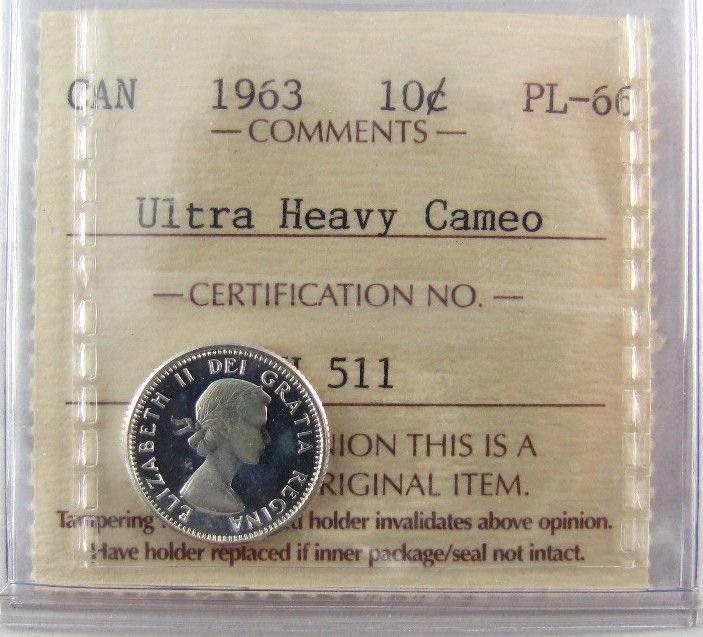 CAN 1963 10¢ PL-66
— COMMENTS —
Ultra Heavy Cameo
— CERTIFICATION NO. —
511
ELIZABETH II DEI GRATIA REGINA
NION THIS IS A
RIGINAL ITEM.
Tampering holder invalidates above opinion.
Have holder replaced if inner package/seal not intact.